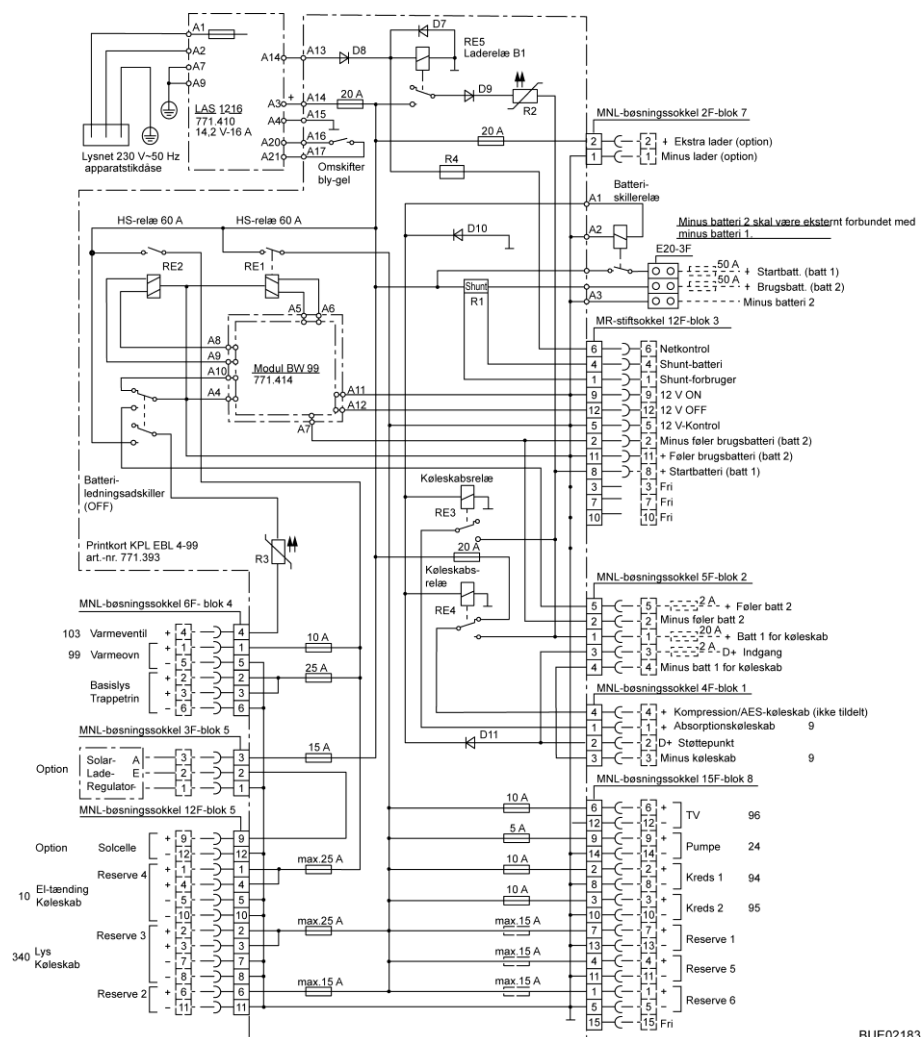 A1
A2
A7
A9
A14
A3 +
A4
A20
A21
LAS 1216
771.410
14,2 V-16 A
Lysnet 230 V~50 Hz
apparatstikdåse
A13
A14
A15
A16
A17
D8
D7
RE5
Laderelæ B1
20 A
D9
R2
Omskifter
bly-gel
20 A
R4
MNL-bøsningssokkel 2F-blok 7
2 2 + Ekstra lader (option)
1 1 Minus lader (option)
A1
Batteri-
skillerelæ
A2
Minus batteri 2 skal være eksternt forbundet med
minus batteri 1.
E20-3F
50 A + Startbatt. (batt 1)
50 A + Brugsbatt. (batt 2)
A3 Minus batteri 2
HS-relæ 60 A
HS-relæ 60 A
D10
RE2
RE1
Shunt
R1
A5
A6
A8
A9
A10
A4
Modul BW 99
771.414
A11
A12
A7
MR-stiftsokkel 12F-blok 3
6 6 Netkontrol
4 4 Shunt-batteri
1 1 Shunt-forbruger
9 9 12 V ON
12 12 12 V OFF
5 5 12 V-Kontrol
2 2 Minus føler brugsbatteri (batt 2)
11 11 + Føler brugsbatteri (batt 2)
8 8 + Startbatteri (batt 1)
3 3 Fri
7 7 Fri
10 10 Fri
Batteri-
ledningsadskiller
(OFF)
Printkort KPL EBL 4-99
art.-nr. 771.393
R3
Køleskabsrelæ
RE3
20 A
Køleskabs-
relæ
RE4
D11
MNL-bøsningssokkel 5F-blok 2
5 5 2 A + Føler batt 2
2 2 Minus føler batt 2
1 1 20 A + Batt 1 for køleskab
3 3 2 A D+ Indgang
4 4 Minus batt 1 for køleskab
MNL-bøsningssokkel 4F-blok 1
4 4 + Kompression/AES-køleskab (ikke tildelt)
1 1 + Absorptionskøleskab 9
2 2 D+ Støttepunkt
3 3 Minus køleskab 9
MNL-bøsningssokkel 6F- blok 4
103 Varmeventil + 4 4
99 Varmeovn + 1 1 10 A
− 5 5
Basislys + 2 2 25 A
Trappetrin + 3 3
− 6 6
MNL-bøsningssokkel 3F-blok 5
15 A
Option
Solar- A 3 3
Lade- E 2 2
Regulator- 1 1
MNL-bøsningssokkel 12F-blok 5
Option Solcelle + 9 9
− 12 12
Reserve 4 + 1 1 max.25 A
+ 4 4
10 El-tænding
Køleskab
− 5 5
− 10 10
Reserve 3 + 2 2 max.25 A
+ 3 3
340 Lys
Køleskab
− 7 7
− 8 8
Reserve 2 + 6 6 max.15 A
− 11 11
MNL-bøsningssokkel 15F-blok 8
10 A 6 6 + TV 96
12 12 −
5 A 9 9 + Pumpe 24
14 14 −
10 A 2 2 + Kreds 1 94
8 8 −
10 A 3 3 + Kreds 2 95
10 10 −
max.15 A 7 7 + Reserve 1
13 13 −
max.15 A 4 4 + Reserve 5
11 11 −
max.15 A 1 1 + Reserve 6
5 5 −
15 15 Fri
BUE02183